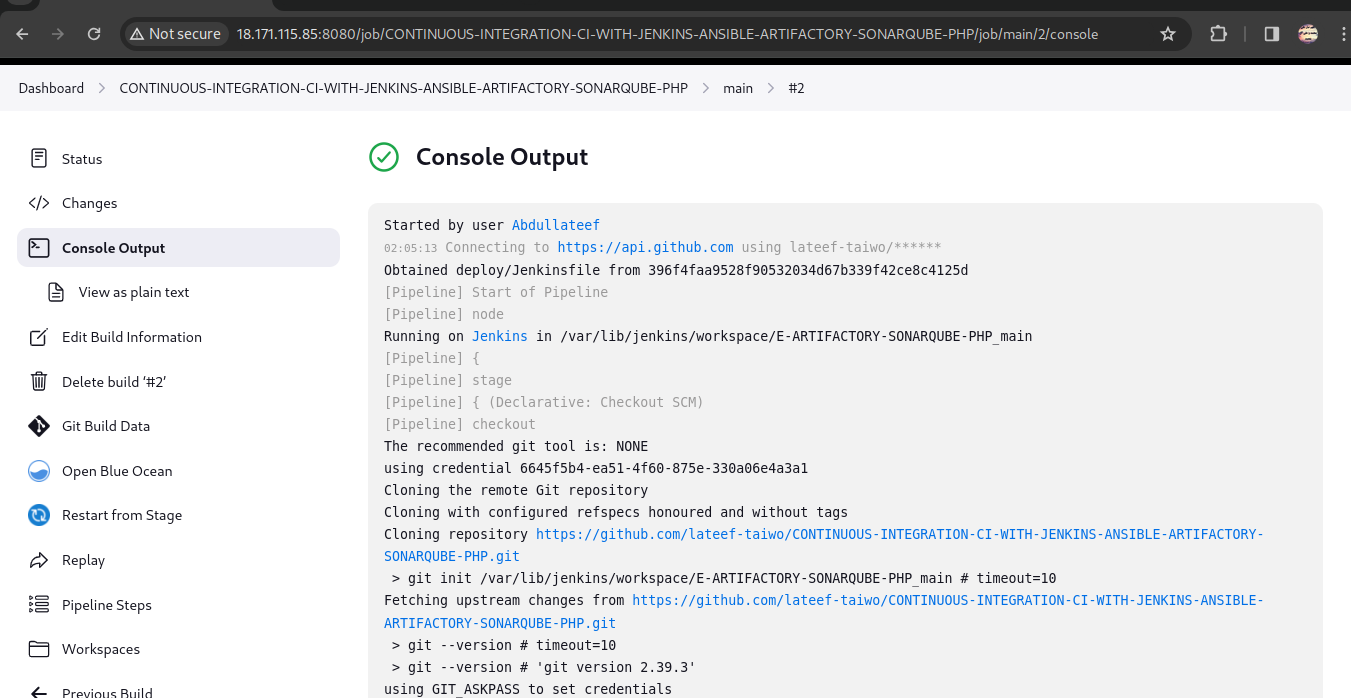 Not secure 18.171.115.85:8080/job/CONTINUOUS-INTEGRATION-CI-WITH-JENKINS-ANSIBLE-ARTIFACTORY-SONARQUBE-PHP/job/main/2/console
Dashboard CONTINUOUS-INTEGRATION-CI-WITH-JENKINS-ANSIBLE-ARTIFACTORY-SONARQUBE-PHP main #2
Status
Changes
Console Output
View as plain text
Edit Build Information
Delete build ‘#2’
Git Build Data
Open Blue Ocean
Restart from Stage
Replay
Pipeline Steps
Workspaces
Previous Build
Console Output
Started by user Abdullateef
02:05:13 Connecting to https://api.github.com using lateef-taiwo/******
Obtained deploy/Jenkinsfile from 396f4faa9528f90532034d67b339f42ce8c4125d
[Pipeline] Start of Pipeline
[Pipeline] node
Running on Jenkins in /var/lib/jenkins/workspace/E-ARTIFACTORY-SONARQUBE-PHP_main
[Pipeline] {
[Pipeline] stage
[Pipeline] { (Declarative: Checkout SCM)
[Pipeline] checkout
The recommended git tool is: NONE
using credential 6645f5b4-ea51-4f60-875e-330a06e4a3a1
Cloning the remote Git repository
Cloning with configured refspecs honoured and without tags
Cloning repository https://github.com/lateef-taiwo/CONTINUOUS-INTEGRATION-CI-WITH-JENKINS-ANSIBLE-ARTIFACTORY-
SONARQUBE-PHP.git
> git init /var/lib/jenkins/workspace/E-ARTIFACTORY-SONARQUBE-PHP_main # timeout=10
Fetching upstream changes from https://github.com/lateef-taiwo/CONTINUOUS-INTEGRATION-CI-WITH-JENKINS-ANSIBLE-
ARTIFACTORY-SONARQUBE-PHP.git
> git --version # timeout=10
> git --version # 'git version 2.39.3'
using GIT_ASKPASS to set credentials